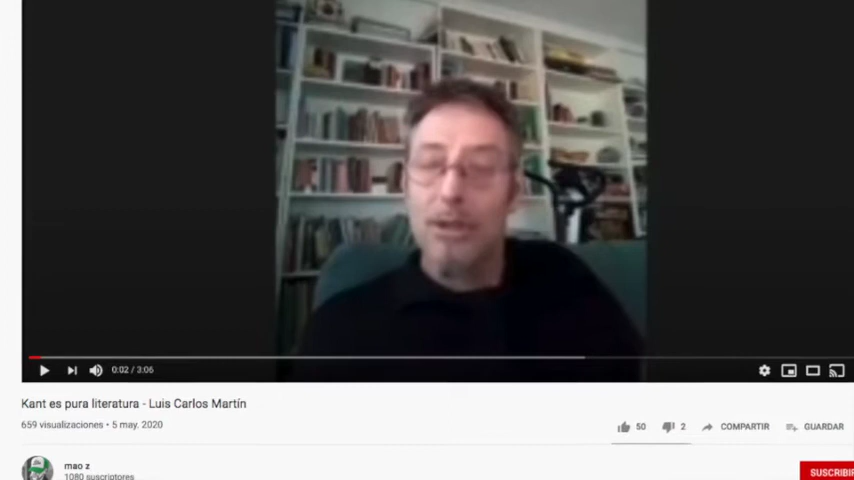 0:02 / 3:06
Kant es pura literatura - Luis Carlos Martín
659 visualizaciones • 5 may. 2020
50
2
COMPARTIR
GUARDAR
mao z
1080 suscriptores
SUSCRIBIR